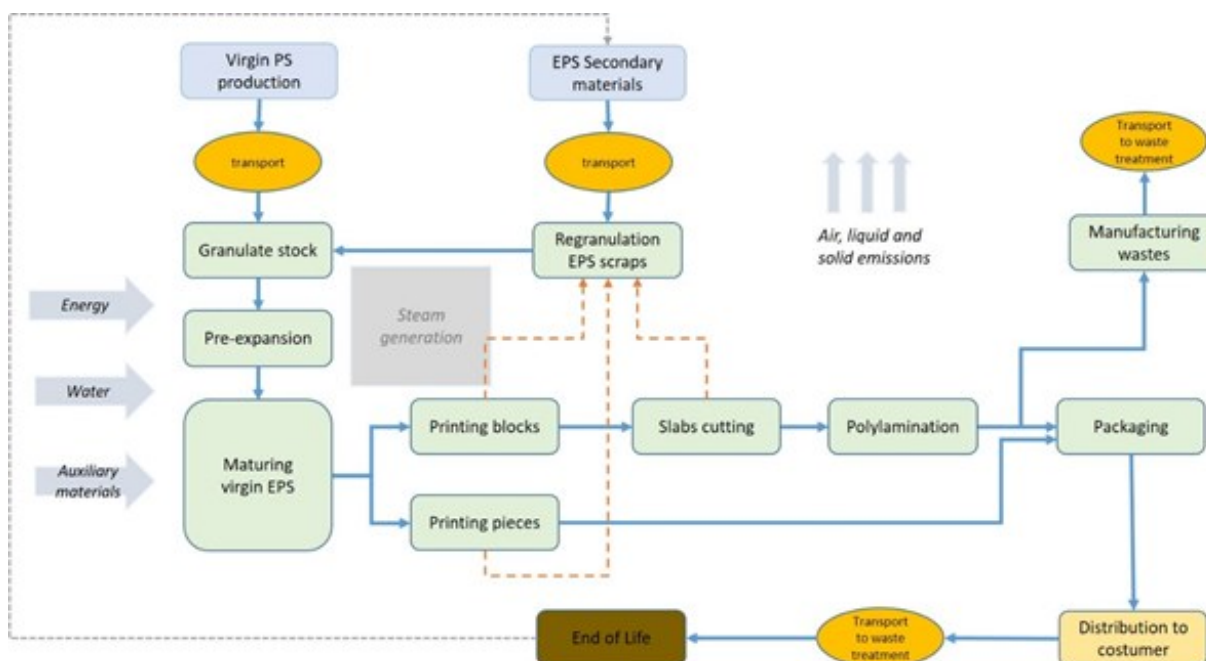 Virgin PS
production
EPS Secondary
materials
Transport
to waste
treatment
transport
transport
Granulate stock
Regranulation
EPS scraps
Air, liquid and
solid emissions
Manufacturing
wastes
Energy
Steam
generation
Pre-expansion
Water
Printing blocks
Slabs cutting
Polylamination
Packaging
Auxiliary
materials
Maturing
virgin EPS
Printing pieces
End of Life
Transport
to waste
treatment
Distribution to
costumer